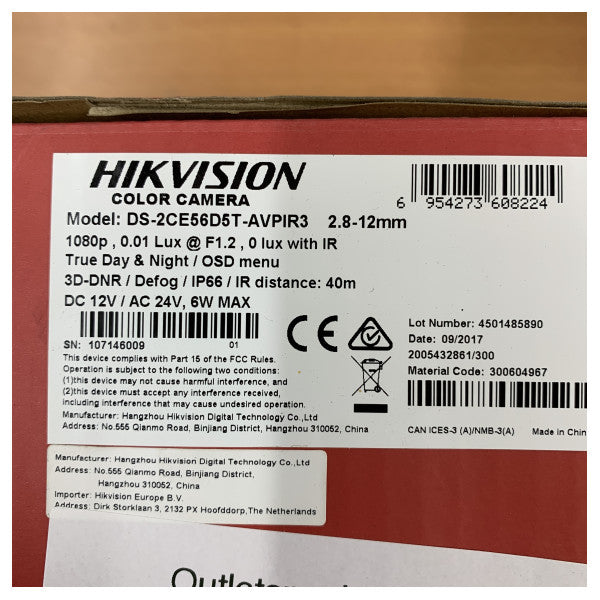 HIKVISION
COLOR CAMERA
Model: DS-2CE56D5T-AVPIR3 2.8-12mm
6 954273 608224
1080p , 0.01 Lux @ F1.2 , 0 lux with IR
True Day & Night / OSD menu
3D-DNR / Defog / IP66 / IR distance: 40m
DC 12V / AC 24V, 6W MAX
SN: 107146009 01
CE
Lot Number: 4501485890
Date: 09/2017
2005432861/300
Material Code: 300604967
This device complies with Part 15 of the FCC Rules.
Operation is subject to the following two conditions:
(1)this device may not cause harmful interference, and
(2)this device must accept any interference received,
including interference that may cause undesired operation.
Manufacturer: Hangzhou Hikvision Digital Technology Co.,Ltd
Address: No.555 Qianmo Road, Binjiang District, Hangzhou 310052, China
CAN ICES-3 (A)/NMB-3(A) Made in Chin
Manufacturer: Hangzhou Hikvision Digital Technology Co.,Ltd
Address: No.555 Qianmo Road, Binjiang District,
Hangzhou 310052, China
Importer: Hikvision Europe B.V.
Address: Dirk Storklaan 3, 2132 PX Hoofddorp,The Netherlands